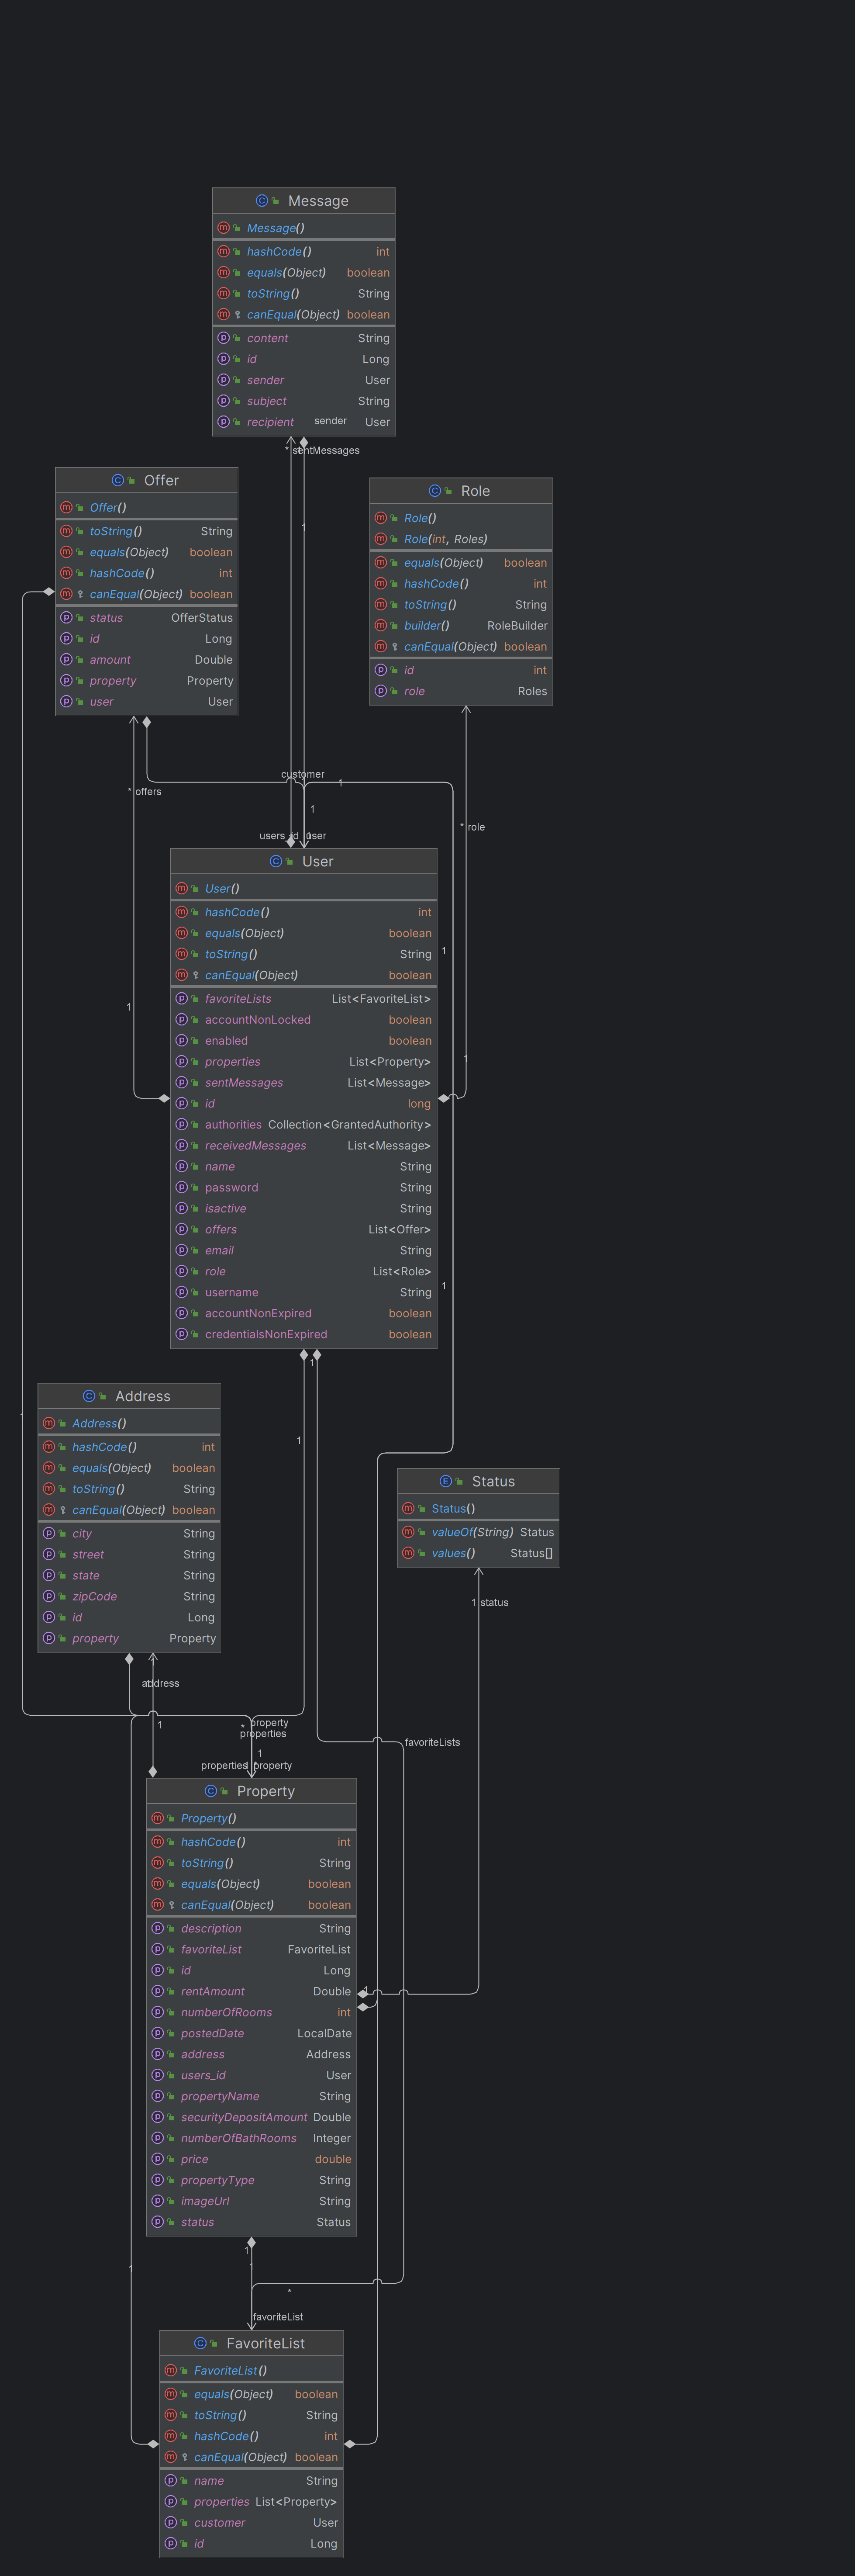 Message
Message()
hashCode() int
equals(Object) boolean
toString() String
canEqual(Object) boolean
content String
id Long
sender User
subject String
recipient User
sender
* sentMessages
1
Offer
Offer()
toString() String
equals(Object) boolean
hashCode() int
canEqual(Object) boolean
status OfferStatus
id Long
amount Double
property Property
user User
Role
Role()
Role(int, Roles)
equals(Object) boolean
hashCode() int
toString() String
builder() RoleBuilder
canEqual(Object) boolean
id int
role Roles
customer
1
* offers
1
* role
users_id
user
User
User()
hashCode() int
equals(Object) boolean
toString() String
canEqual(Object) boolean
favoriteLists List<FavoriteList>
accountNonLocked boolean
enabled boolean
properties List<Property>
sentMessages List<Message>
id long
authorities Collection<GrantedAuthority>
receivedMessages List<Message>
name String
password String
isactive String
offers List<Offer>
email String
role List<Role>
username String
accountNonExpired boolean
credentialsNonExpired boolean
1
1
1
1
1
1
1
Address
Address()
hashCode() int
equals(Object) boolean
toString() String
canEqual(Object) boolean
city String
street String
state String
zipCode String
id Long
property Property
Status
Status()
valueOf(String) Status
values() Status[]
1 status
address
1
* property
properties
1
properties
property
favoriteLists
Property
Property()
hashCode() int
toString() String
equals(Object) boolean
canEqual(Object) boolean
description String
favoriteList FavoriteList
id Long
rentAmount Double
numberOfRooms int
postedDate LocalDate
address Address
users_id User
propertyName String
securityDepositAmount Double
numberOfBathRooms Integer
price double
propertyType String
imageUrl String
status Status
1
1
1
1
*
favoriteList
FavoriteList
FavoriteList()
equals(Object) boolean
toString() String
hashCode() int
canEqual(Object) boolean
name String
properties List<Property>
customer User
id Long